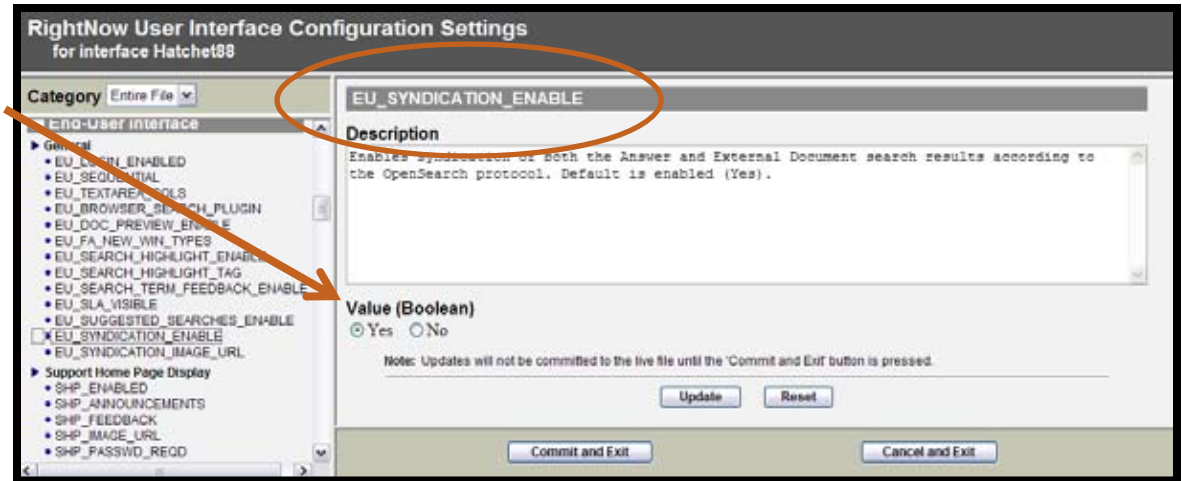 RightNow User Interface Configuration Settings
for interface Hatchet88
Category Entire File
End-User Interface
General
EU_LOGIN_ENABLED
EU_SEQUENTIAL
EU_TEXTAREA_COLS
EU_BROWSER_SEARCH_PLUGIN
EU_DOC_PREVIEW_ENABLE
EU_FA_NEW_WIN_TYPES
EU_SEARCH_HIGHLIGHT_ENABLE
EU_SEARCH_HIGHLIGHT_TAG
EU_SEARCH_TERM_FEEDBACK_ENABLE
EU_SLA_VISIBLE
EU_SUGGESTED_SEARCHES_ENABLE
EU_SYNDICATION_ENABLE
EU_SYNDICATION_IMAGE_URL
Support Home Page Display
SHP_ENABLED
SHP_ANNOUNCEMENTS
SHP_FEEDBACK
SHP_IMAGE_URL
SHP_PASSWD_REQD
EU_SYNDICATION_ENABLE
Description
Enables syndication of both the Answer and External Document search results according to
the OpenSearch protocol. Default is enabled (Yes).
Value (Boolean)
Yes No
Note: Updates will not be committed to the live file until the 'Commit and Exit' button is pressed.
Update Reset
Commit and Exit Cancel and Exit